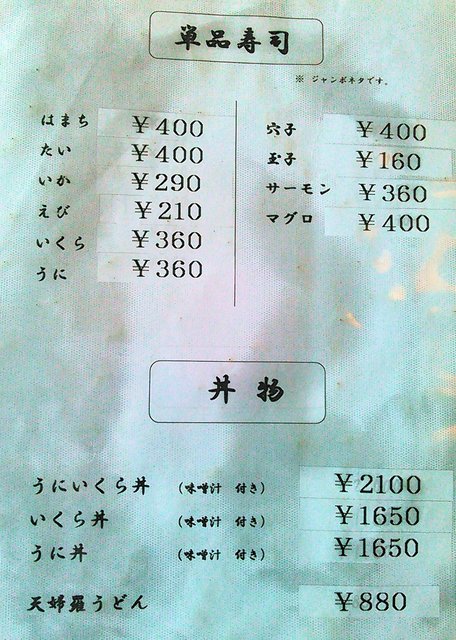 単品寿司
※ ジャンボネタです。
はまち ￥400
たい ￥400
いか ￥290
えび ￥210
いくら ￥360
うに ￥360
穴子 ￥400
玉子 ￥160
サーモン ￥360
マグロ ￥400
丼物
うにいくら丼 (味噌汁 付き) ￥2100
いくら丼 (味噌汁 付き) ￥1650
うに丼 (味噌汁 付き) ￥1650
天婦羅うどん ￥880